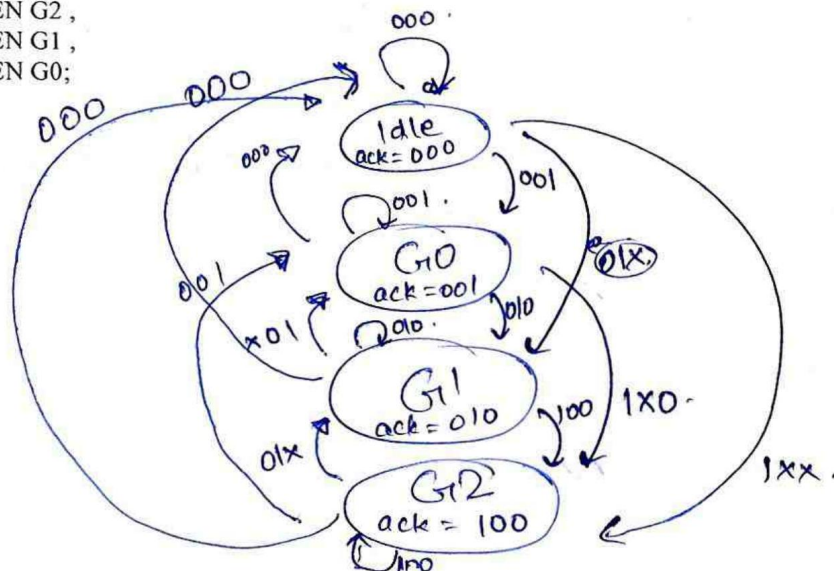 EN G2 ,
EN G1 ,
EN G0;
000 .
000
000
Idle
ack= 000
000
001
001 .
G0
ack =001
01X.
001
x01
010
010.
G1
ack = 010
100
1X0.
01X
1XX .
G2
ack = 100
100